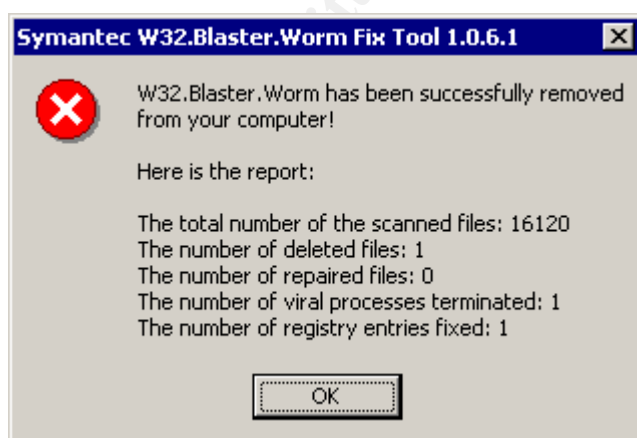 Symantec W32.Blaster.Worm Fix Tool 1.0.6.1
W32.Blaster.Worm has been successfully removed
from your computer!
Here is the report:
The total number of the scanned files: 16120
The number of deleted files: 1
The number of repaired files: 0
The number of viral processes terminated: 1
The number of registry entries fixed: 1
OK